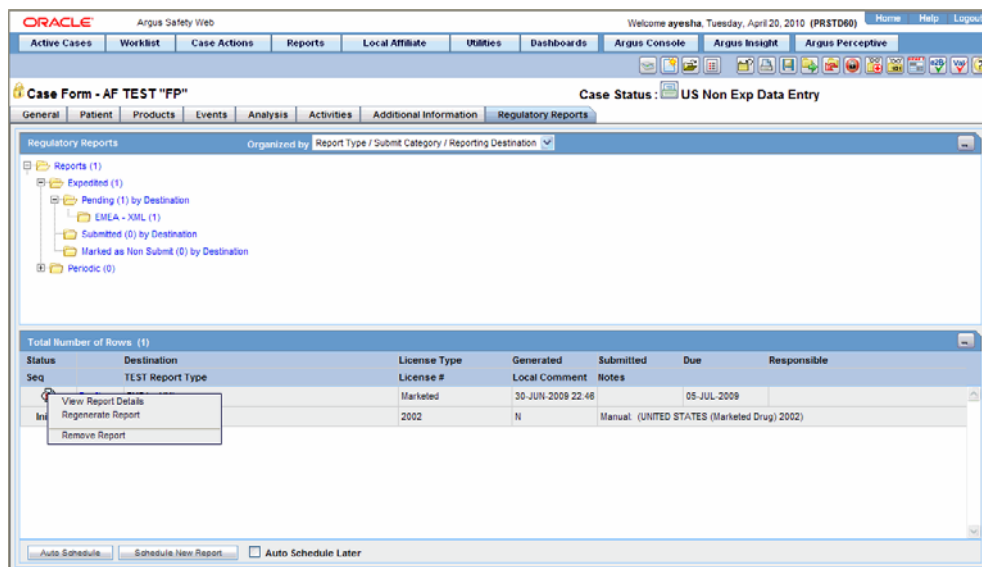 ORACLE Argus Safety Web Welcome ayesha, Tuesday, April 20, 2010 (PRSTD60) Home Help Logout
Active Cases Worklist Case Actions Reports Local Affiliate Utilities Dashboards Argus Console Argus Insight Argus Perceptive
Case Form - AF TEST "FP" Case Status : US Non Exp Data Entry
General Patient Products Events Analysis Activities Additional Information Regulatory Reports
Regulatory Reports Organized by Report Type / Submit Category / Reporting Destination
Reports (1)
Expedited (1)
Pending (1) by Destination
EMEA - XML (1)
Submitted (0) by Destination
Marked as Non Submit (0) by Destination
Periodic (0)
Total Number of Rows (1)
Status Destination License Type Generated Submitted Due Responsible
Seq TEST Report Type License # Local Comment Notes
Marketed 30-JUN-2009 22:46 05-JUL-2009
Ini 2002 N Manual: (UNITED STATES (Marketed Drug) 2002)
View Report Details
Regenerate Report
Remove Report
Auto Schedule Schedule New Report Auto Schedule Later